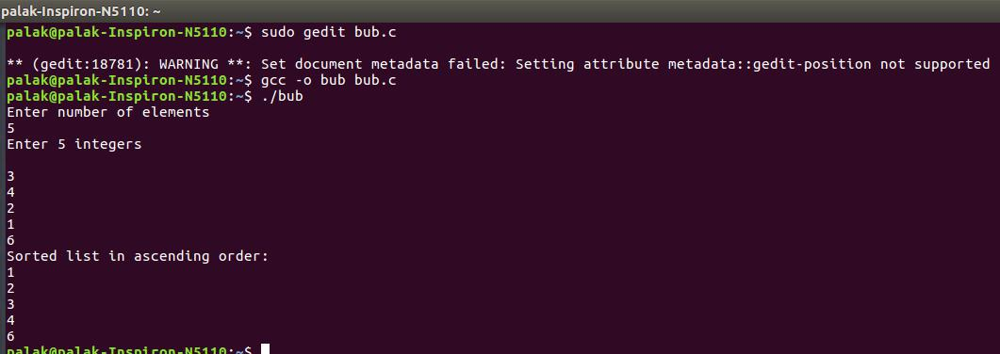 palak-Inspiron-N5110: ~
palak@palak-Inspiron-N5110:~$ sudo gedit bub.c
** (gedit:18781): WARNING **: Set document metadata failed: Setting attribute metadata::gedit-position not supported
palak@palak-Inspiron-N5110:~$ gcc -o bub bub.c
palak@palak-Inspiron-N5110:~$ ./bub
Enter number of elements
5
Enter 5 integers
3
4
2
1
6
Sorted list in ascending order:
1
2
3
4
6
palak@palak-Inspiron-N5110:~$